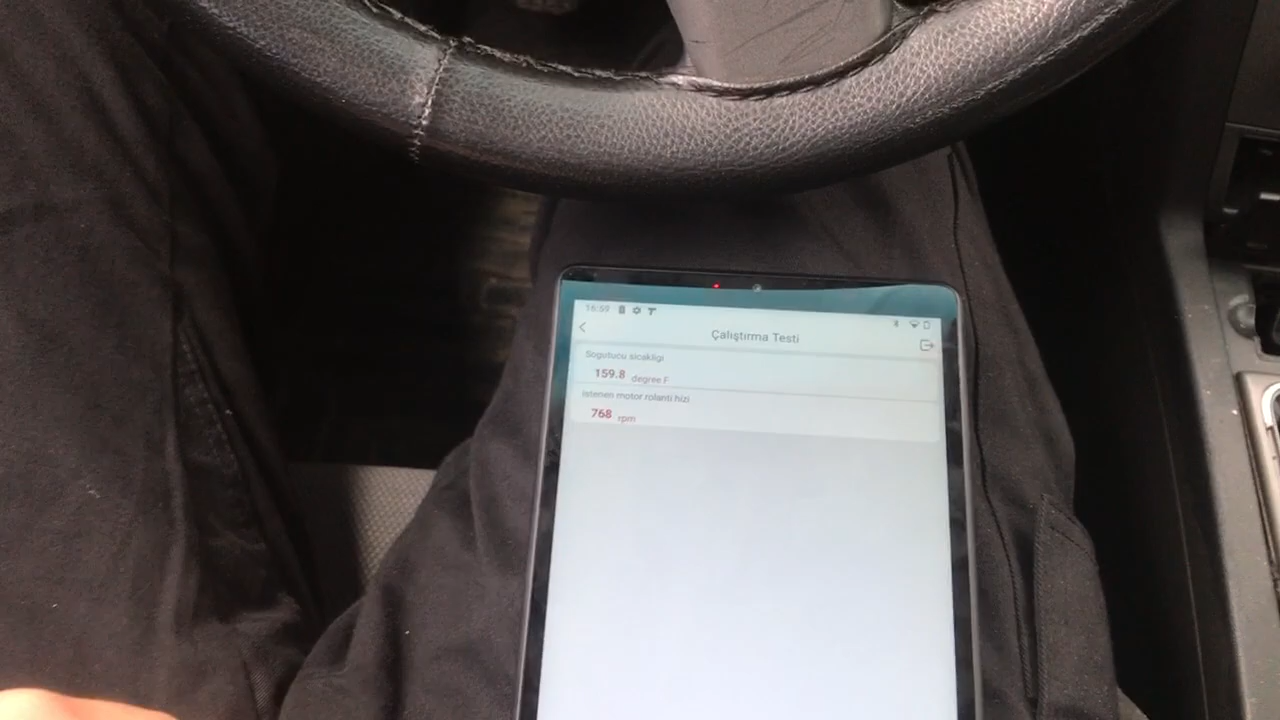 16:59
Çalıştırma Testi
Sogutucu sicakligi
159.8 degree F
Istenen motor rolanti hizi
768 rpm